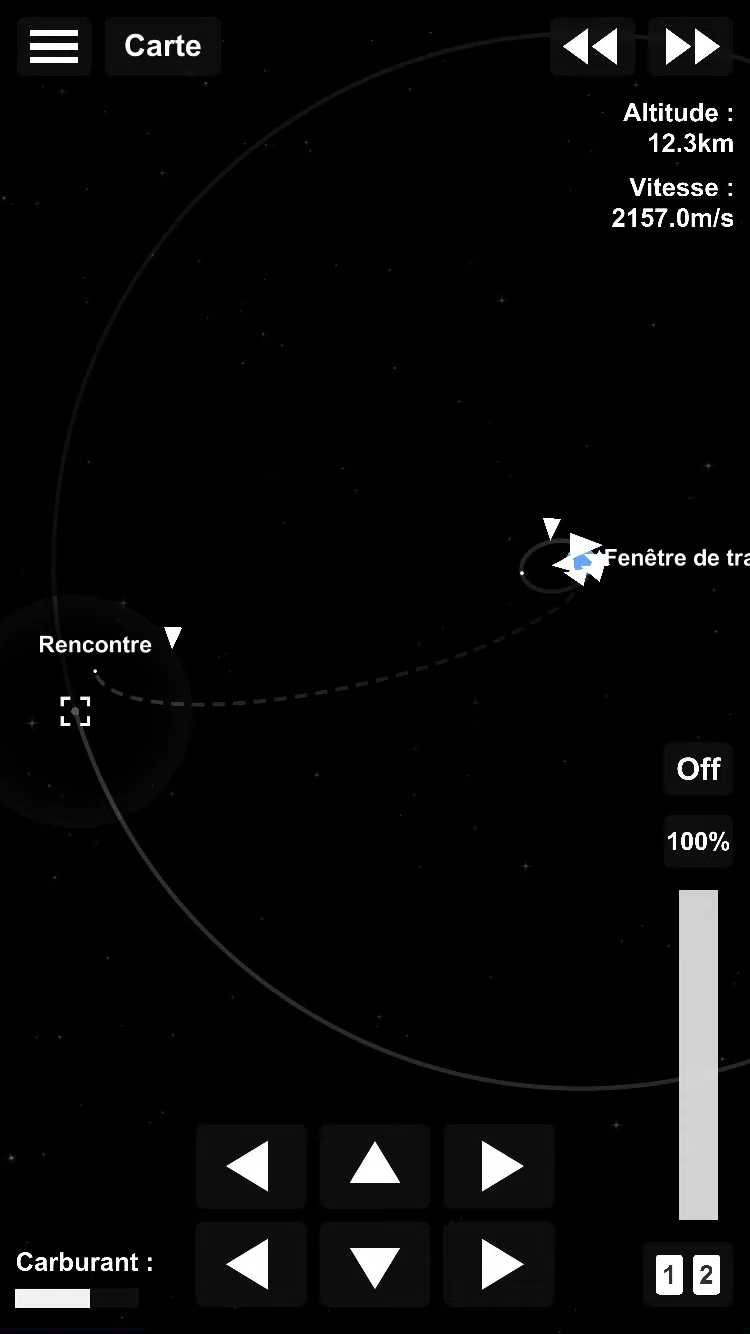 Carte
Altitude :
12.3km
Vitesse :
2157.0m/s
Fenêtre de tra
Rencontre
Off
100%
Carburant :
1 2